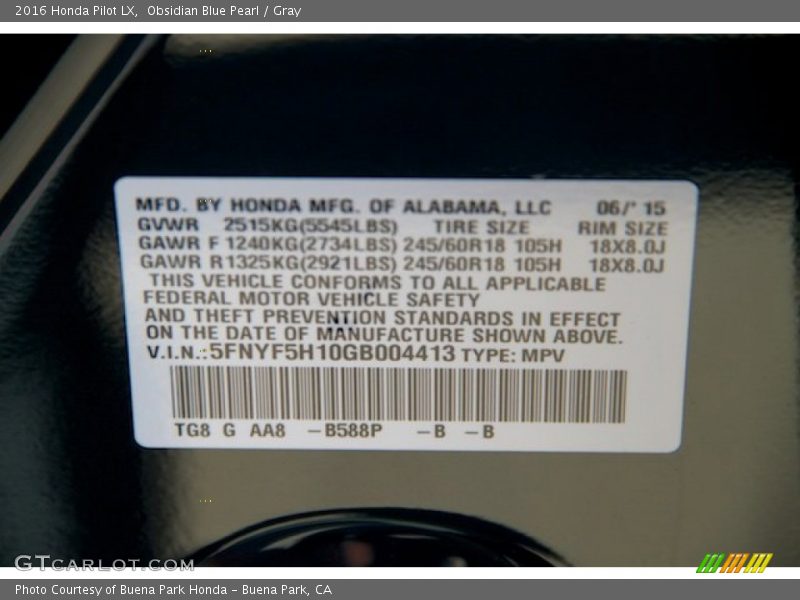 2016 Honda Pilot LX,  Obsidian Blue Pearl / Gray
MFD. BY HONDA MFG. OF ALABAMA, LLC 06/' 15
GVWR 2515KG(5545LBS) TIRE SIZE RIM SIZE
GAWR F 1240KG(2734LBS) 245/60R18 105H 18X8.0J
GAWR R1325KG(2921LBS) 245/60R18 105H 18X8.0J
THIS VEHICLE CONFORMS TO ALL APPLICABLE
FEDERAL MOTOR VEHICLE SAFETY
AND THEFT PREVENTION STANDARDS IN EFFECT
ON THE DATE OF MANUFACTURE SHOWN ABOVE.
V.I.N.:5FNYF5H10GB004413 TYPE: MPV
TG8 G AA8 -B588P -B -B
GTCARLOT.COM
Photo Courtesy of Buena Park Honda - Buena Park, CA